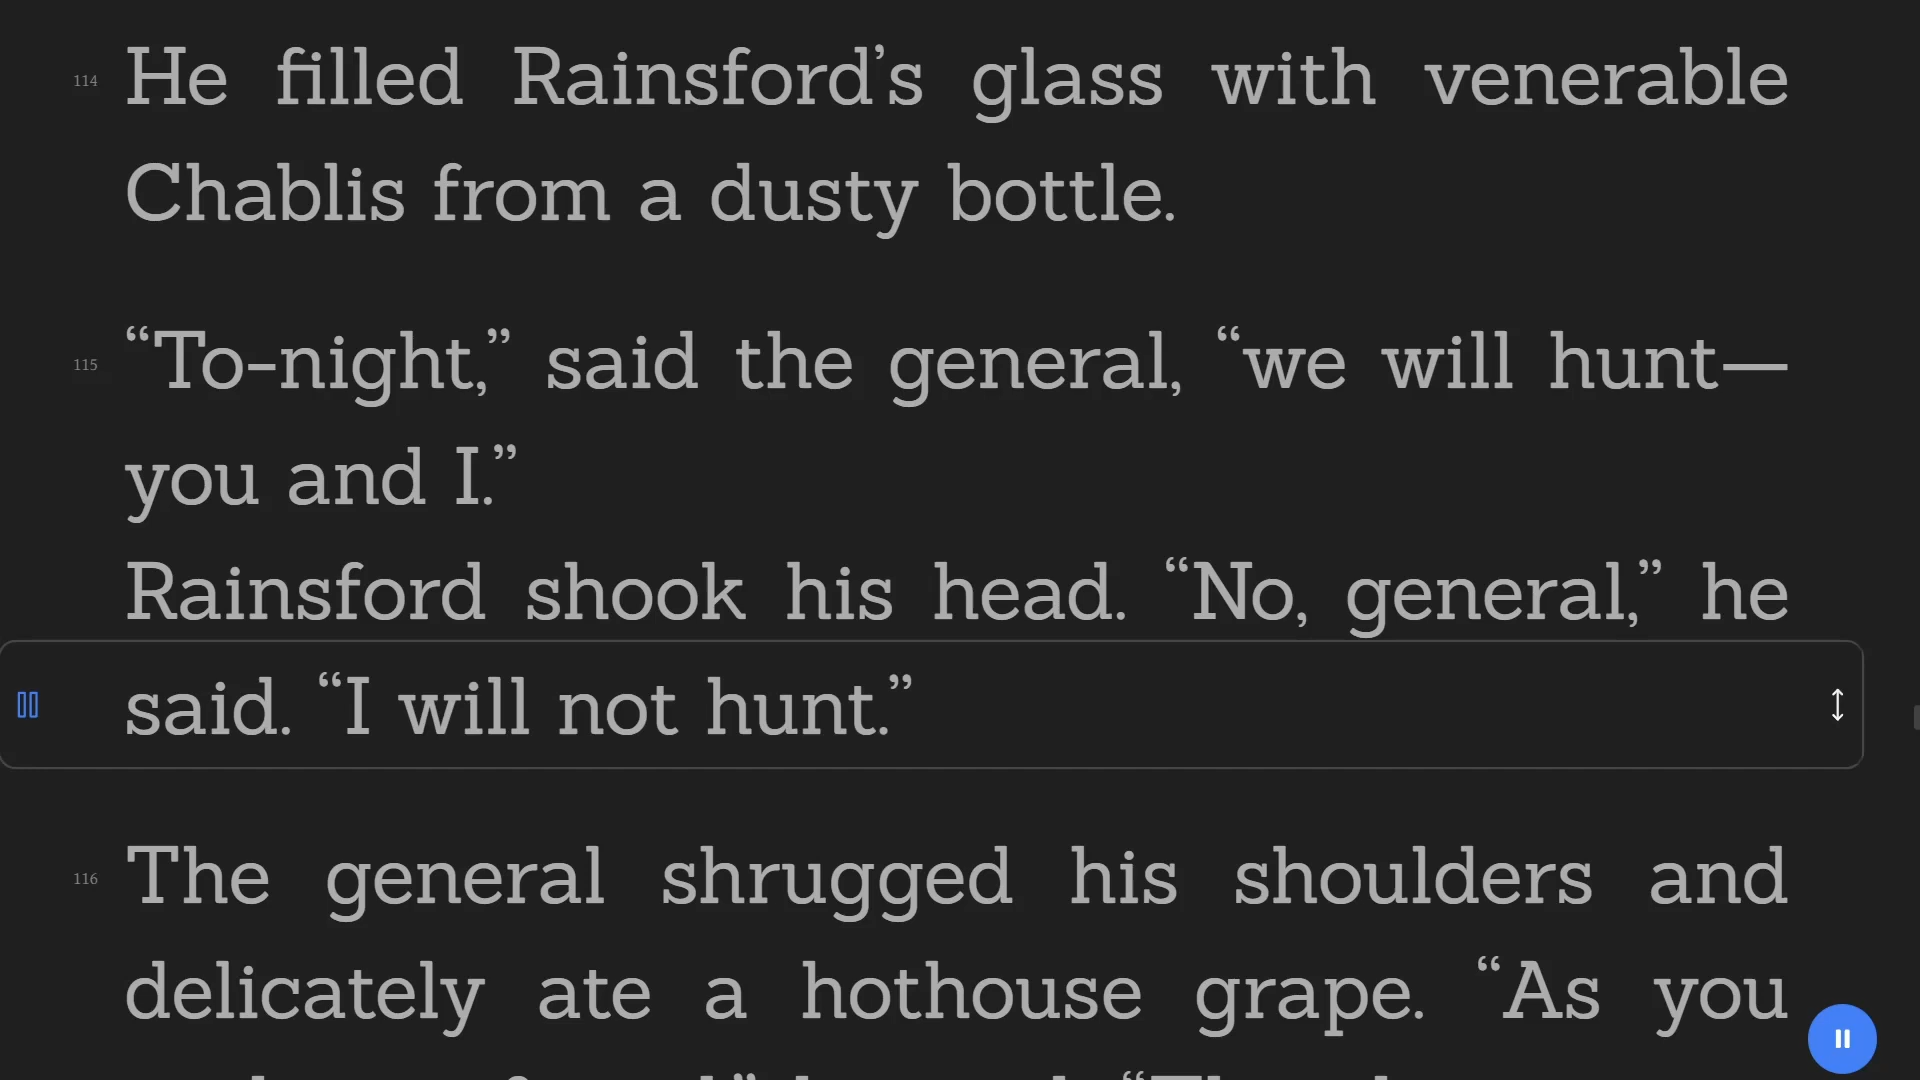 114 He filled Rainsford’s glass with venerable
Chablis from a dusty bottle.
115 “To-night,” said the general, “we will hunt—
you and I.”
Rainsford shook his head. “No, general,” he
said. “I will not hunt.”
116 The general shrugged his shoulders and
delicately ate a hothouse grape. “As you